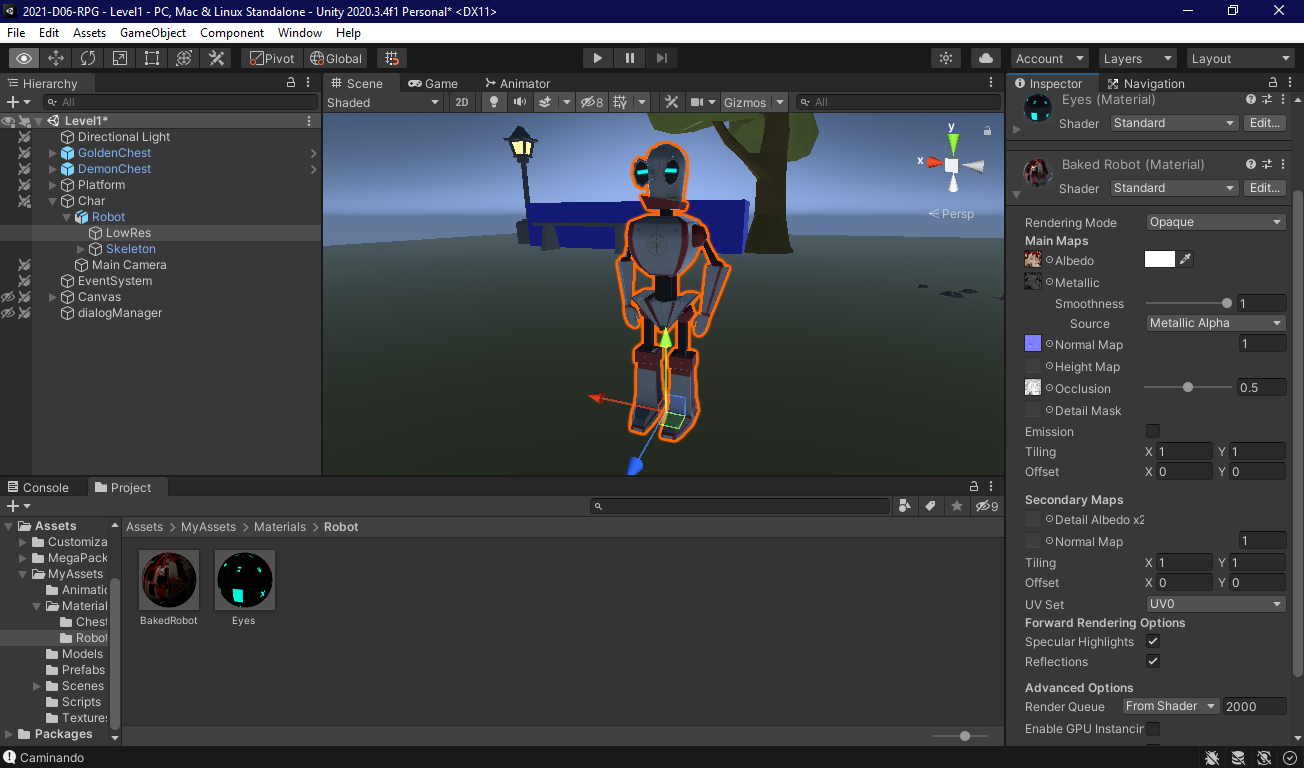 2021-D06-RPG - Level1 - PC, Mac & Linux Standalone - Unity 2020.3.4f1 Personal* <DX11>
File Edit Assets GameObject Component Window Help
Pivot Global Account Layers Layout
Hierarchy
All
Level1*
Directional Light
GoldenChest
DemonChest
Platform
Char
Robot
LowRes
Skeleton
Main Camera
EventSystem
Canvas
dialogManager
Scene Game Animator
Shaded 2D 8 Gizmos All
y
x
Persp
Inspector Navigation
Eyes (Material)
Shader Standard Edit...
Baked Robot (Material)
Shader Standard Edit...
Rendering Mode Opaque
Main Maps
Albedo
Metallic
Smoothness 1
Source Metallic Alpha
Normal Map 1
Height Map
Occlusion 0.5
Detail Mask
Emission
Tiling X 1 Y 1
Offset X 0 Y 0
Secondary Maps
Detail Albedo x2
Normal Map 1
Tiling X 1 Y 1
Offset X 0 Y 0
UV Set UV0
Forward Rendering Options
Specular Highlights
Reflections
Advanced Options
Render Queue From Shader 2000
Enable GPU Instancin
Console Project
9
Assets
Customiza
MegaPack
MyAssets
Animatic
Material
Chest
Robot
Models
Prefabs
Scenes
Scripts
Textures
Packages
Assets > MyAssets > Materials > Robot
BakedRobot Eyes
Caminando